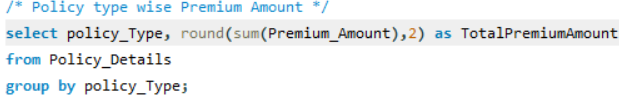 /* Policy type wise Premium Amount */
select policy_Type, round(sum(Premium_Amount),2) as TotalPremiumAmount
from Policy_Details
group by policy_Type;